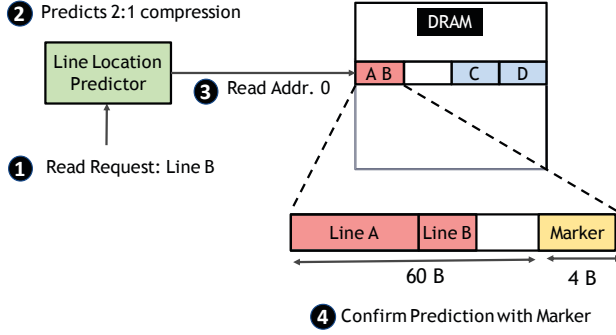 2 Predicts 2:1 compression
DRAM
Line Location
Predictor
A B
C
D
3 Read Addr. 0
1 Read Request: Line B
Line A
Line B
Marker
60 B
4 B
4 Confirm Prediction with Marker